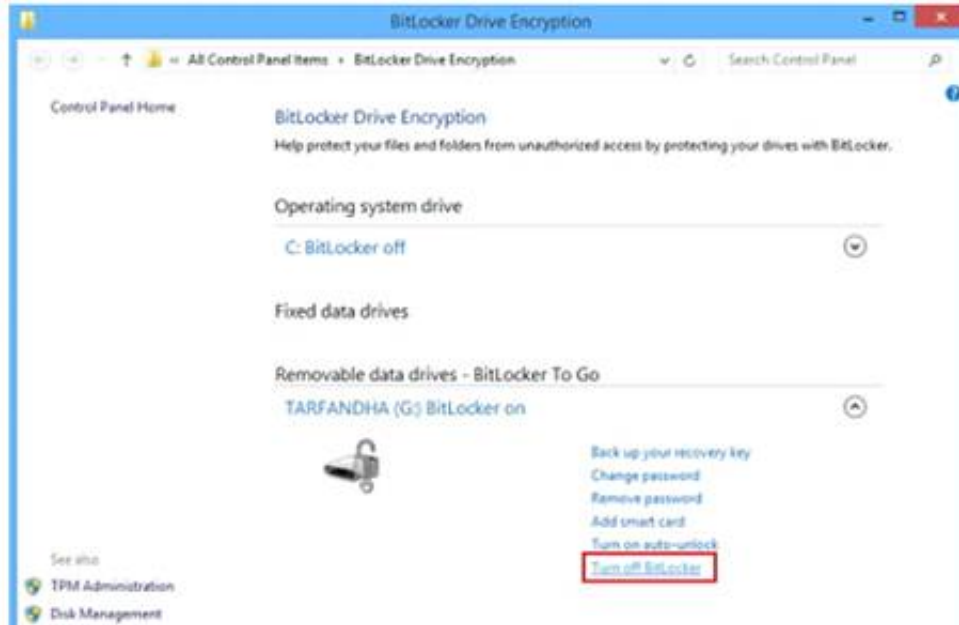 BitLocker Drive Encryption
« All Control Panel Items › BitLocker Drive Encryption
Search Control Panel
Control Panel Home
BitLocker Drive Encryption
Help protect your files and folders from unauthorized access by protecting your drives with BitLocker.
Operating system drive
C: BitLocker off
Fixed data drives
Removable data drives - BitLocker To Go
TARFANDHA (G:) BitLocker on
Back up your recovery key
Change password
Remove password
Add smart card
Turn on auto-unlock
Turn off BitLocker
See also
TPM Administration
Disk Management